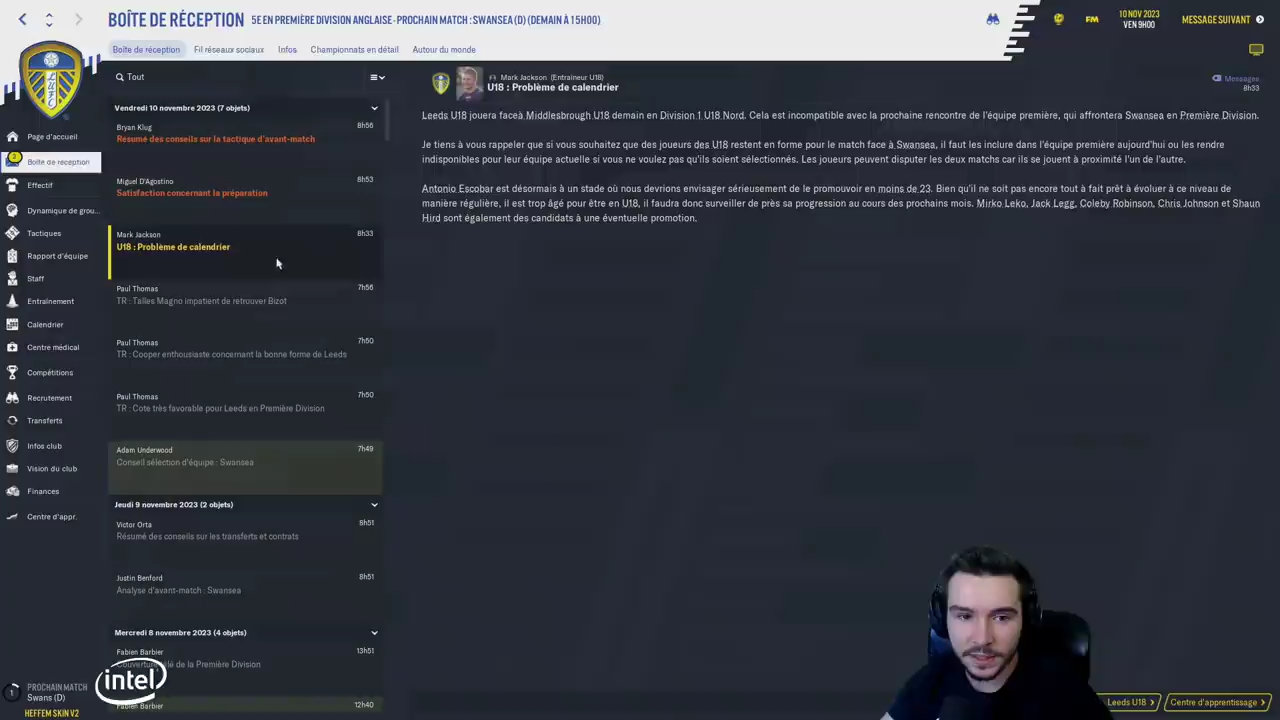 BOÎTE DE RÉCEPTION
5E EN PREMIÈRE DIVISION ANGLAISE - PROCHAIN MATCH : SWANSEA (D) (DEMAIN À 15H00)
FM
10 NOV 2023
VEN 9H00
MESSAGE SUIVANT
Boîte de réception
Fil réseaux sociaux
Infos
Championnats en détail
Autour du monde
LUFC
Page d'accueil
Boîte de réception
Effectif
Dynamique de grou...
Tactiques
Rapport d'équipe
Staff
Entraînement
Calendrier
Centre médical
Compétitions
Recrutement
Transferts
Infos club
Vision du club
Finances
Centre d'appr.
1
PROCHAIN MATCH
Swans (D)
HEFFEM SKIN V2
intel
Tout
Vendredi 10 novembre 2023 (7 objets)
Bryan Klug 8h56
Résumé des conseils sur la tactique d'avant-match
Miguel D'Agostino 8h53
Satisfaction concernant la préparation
Mark Jackson 8h33
U18 : Problème de calendrier
Paul Thomas 7h56
TR : Talles Magno impatient de retrouver Bizot
Paul Thomas 7h50
TR : Cooper enthousiaste concernant la bonne forme de Leeds
Paul Thomas 7h50
TR : Cote très favorable pour Leeds en Première Division
Adam Underwood 7h49
Conseil sélection d'équipe : Swansea
Jeudi 9 novembre 2023 (2 objets)
Victor Orta 8h51
Résumé des conseils sur les transferts et contrats
Justin Benford 8h51
Analyse d'avant-match : Swansea
Mercredi 8 novembre 2023 (4 objets)
Fabien Barbier 13h51
Couverture télé de la Première Division
Fabien Barbier 12h40
Mark Jackson (Entraîneur U18)
U18 : Problème de calendrier
Messages
8h33
Leeds U18 jouera face à Middlesbrough U18 demain en Division 1 U18 Nord. Cela est incompatible avec la prochaine rencontre de l'équipe première, qui affrontera Swansea en Première Division.
Je tiens à vous rappeler que si vous souhaitez que des joueurs des U18 restent en forme pour le match face à Swansea, il faut les inclure dans l'équipe première aujourd'hui ou les rendre
indisponibles pour leur équipe actuelle si vous ne voulez pas qu'ils soient sélectionnés. Les joueurs peuvent disputer les deux matchs car ils se jouent à proximité l'un de l'autre.
Antonio Escobar est désormais à un stade où nous devrions envisager sérieusement de le promouvoir en moins de 23. Bien qu'il ne soit pas encore tout à fait prêt à évoluer à ce niveau de
manière régulière, il est trop âgé pour être en U18, il faudra donc surveiller de près sa progression au cours des prochains mois. Mirko Leko, Jack Legg, Coleby Robinson, Chris Johnson et Shaun
Hird sont également des candidats à une éventuelle promotion.
Leeds U18
Centre d'apprentissage